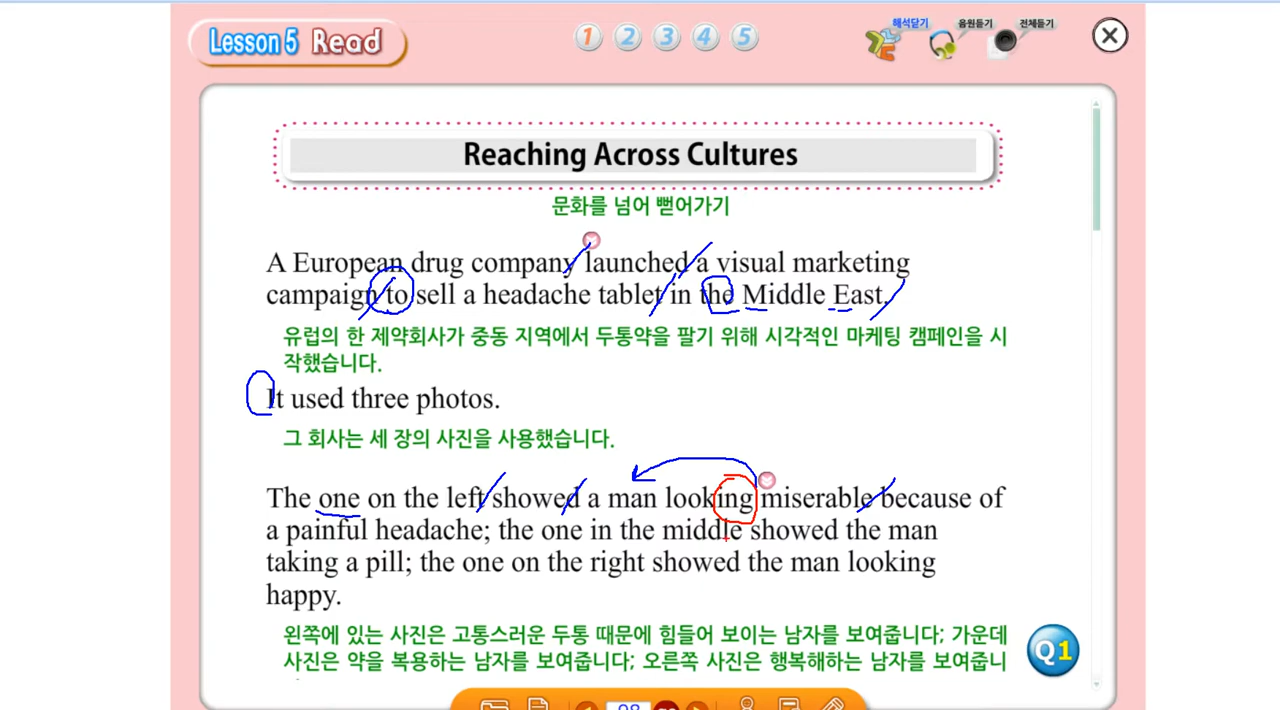 Lesson 5 Read
1 2 3 4 5
해석닫기 음원듣기 전체듣기
Reaching Across Cultures
문화를 넘어 뻗어가기
A European drug company launched a visual marketing
campaign to sell a headache tablet in the Middle East.
유럽의 한 제약회사가 중동 지역에서 두통약을 팔기 위해 시각적인 마케팅 캠페인을 시
작했습니다.
It used three photos.
그 회사는 세 장의 사진을 사용했습니다.
The one on the left showed a man looking miserable because of
a painful headache; the one in the middle showed the man
taking a pill; the one on the right showed the man looking
happy.
왼쪽에 있는 사진은 고통스러운 두통 때문에 힘들어 보이는 남자를 보여줍니다; 가운데
사진은 약을 복용하는 남자를 보여줍니다; 오른쪽 사진은 행복해하는 남자를 보여줍니
Q1
98